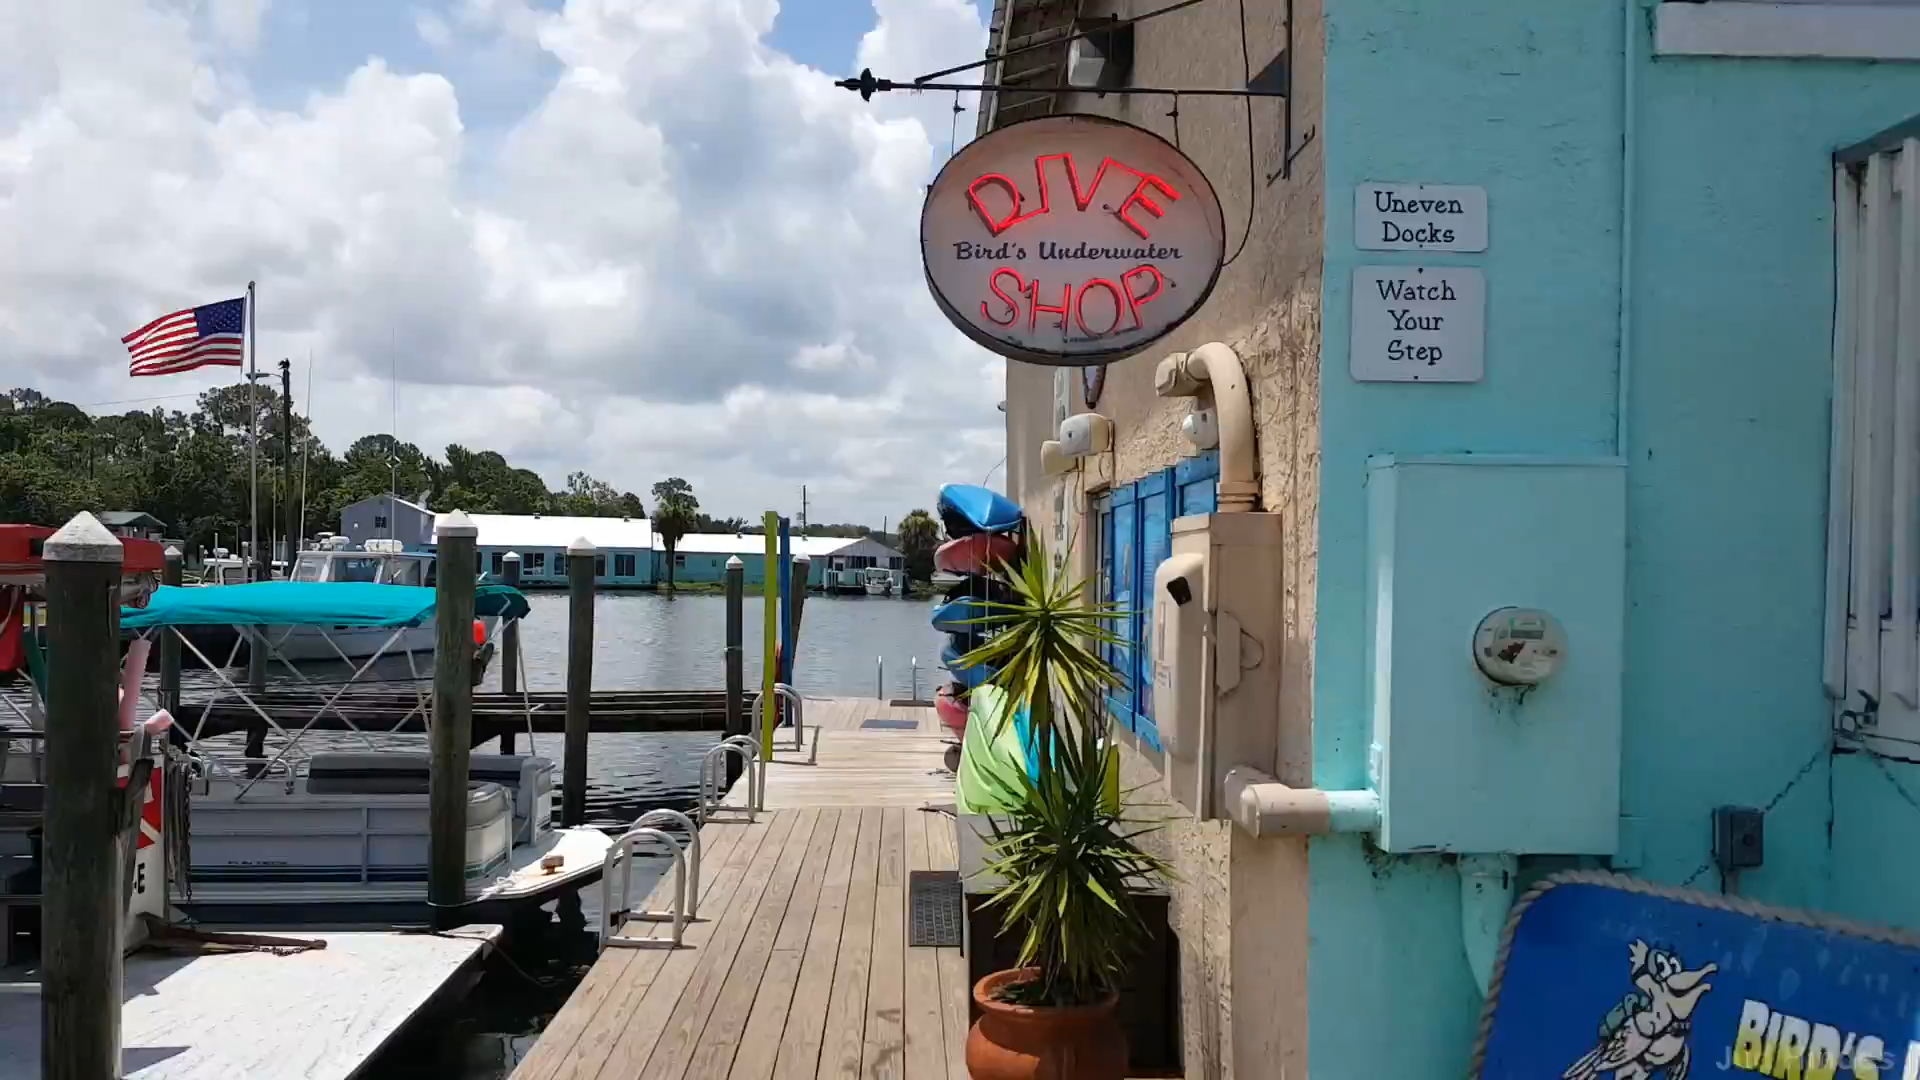 DIVE
Bird's Underwater
SHOP
Uneven
Docks
Watch
Your
Step
BIRD'S